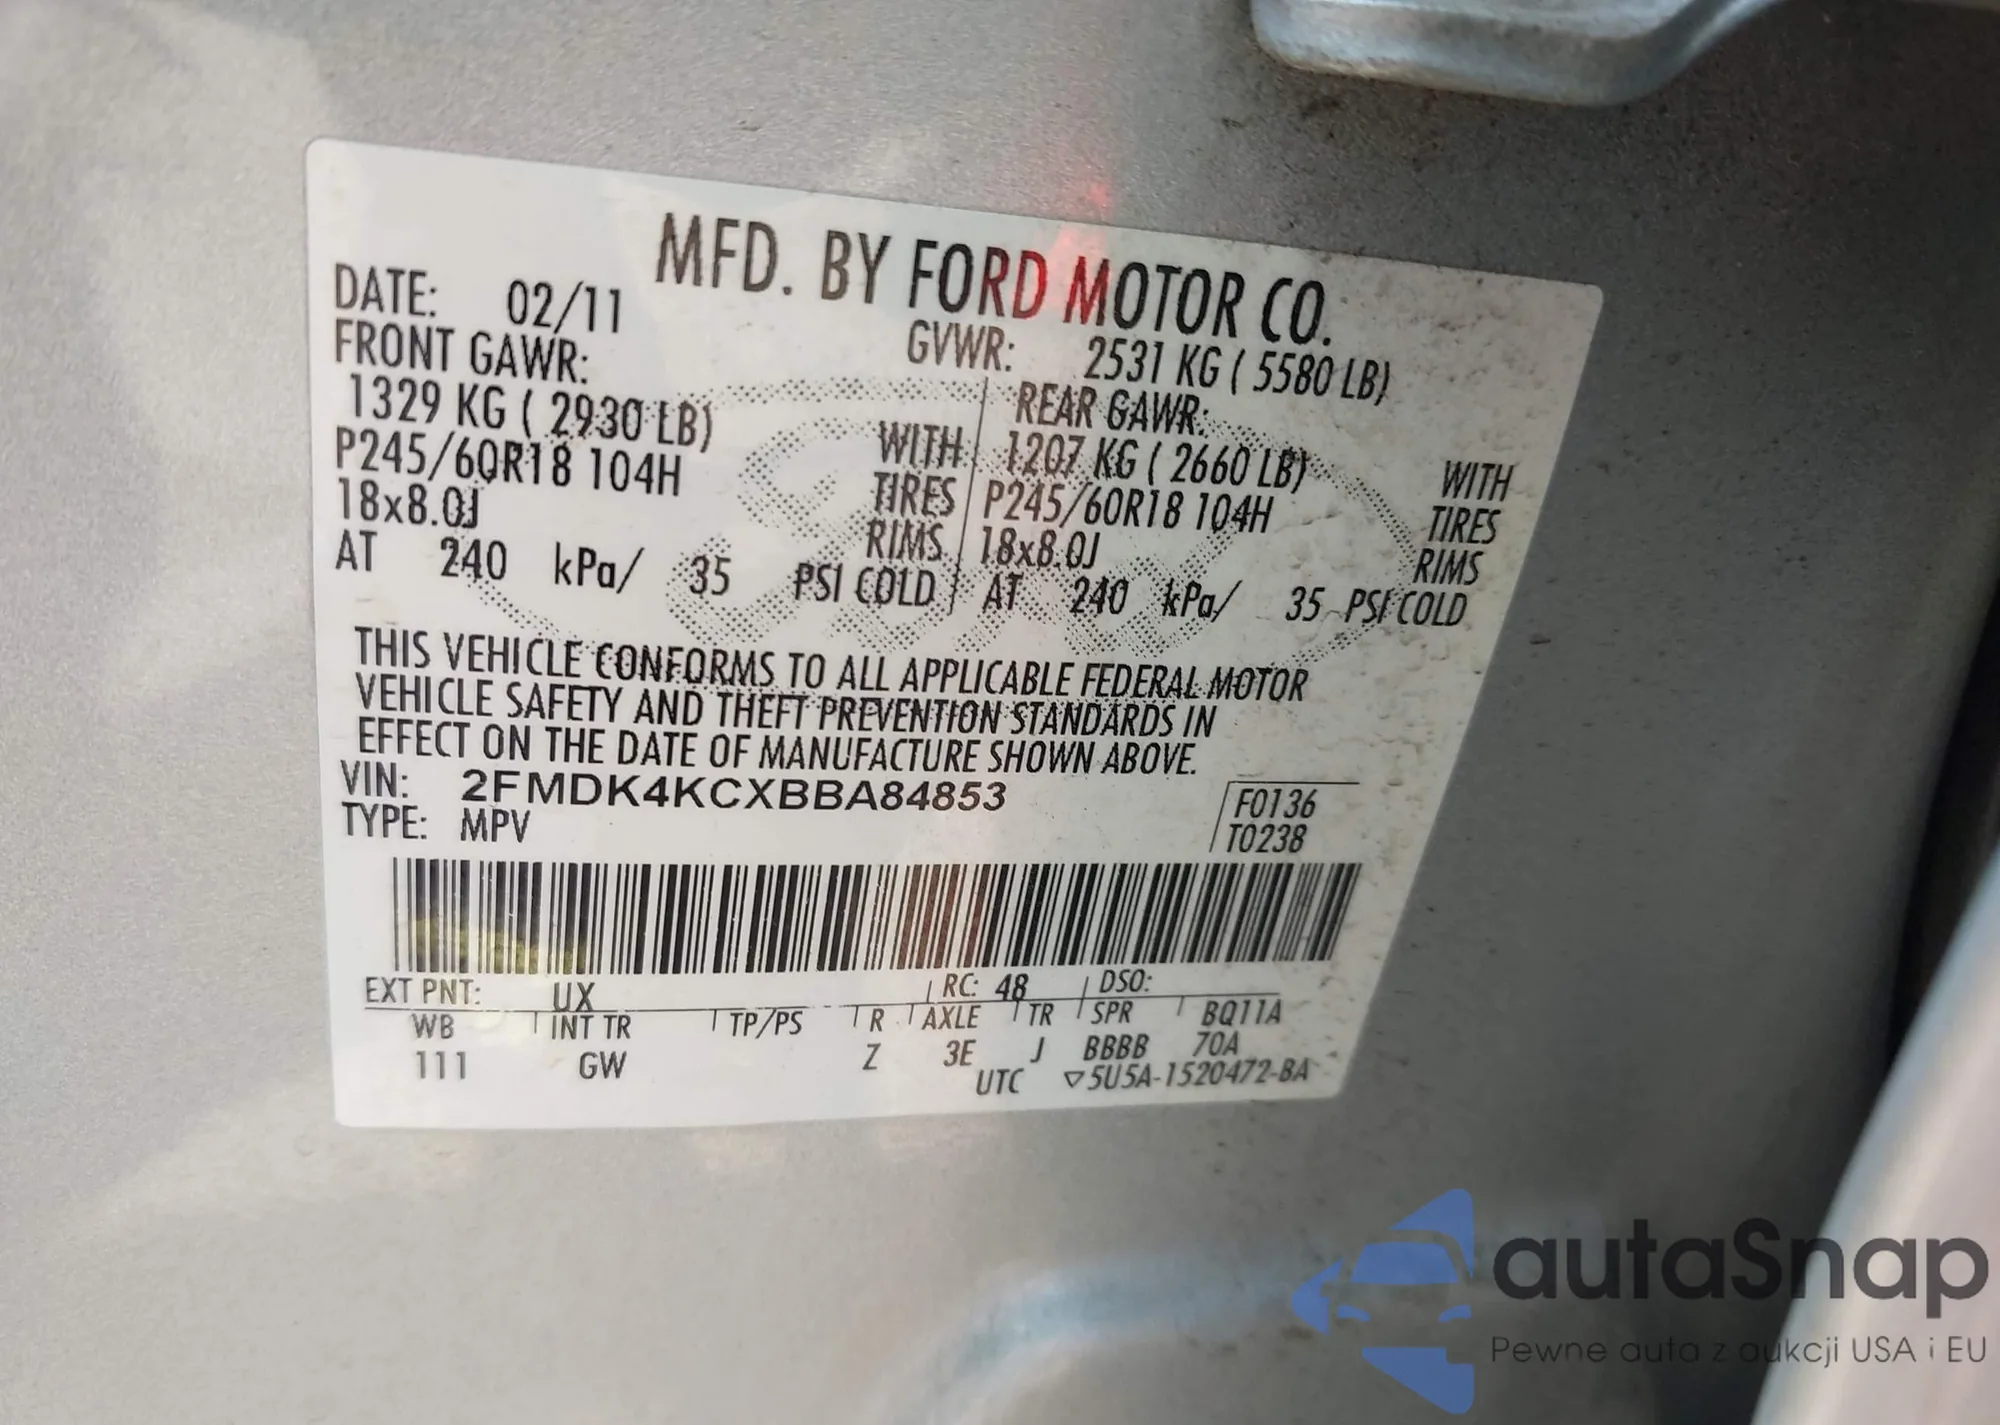 MFD. BY FORD MOTOR CO.
DATE: 02/11
GVWR: 2531 KG ( 5580 LB)
FRONT GAWR:
1329 KG ( 2930 LB) WITH
P245/60R18 104H TIRES
18x8.0J RIMS
AT 240 kPa/ 35 PSI COLD
REAR GAWR:
1207 KG ( 2660 LB) WITH
P245/60R18 104H TIRES
18x8.0J RIMS
AT 240 kPa/ 35 PSI COLD
THIS VEHICLE CONFORMS TO ALL APPLICABLE FEDERAL MOTOR
VEHICLE SAFETY AND THEFT PREVENTION STANDARDS IN
EFFECT ON THE DATE OF MANUFACTURE SHOWN ABOVE.
VIN: 2FMDK4KCXBBA84853
TYPE: MPV
F0136
T0238
EXT PNT: UX RC: 48 DSO:
WB INT TR TP/PS R AXLE TR SPR BQ11A
111 GW Z 3E J BBBB 70A
UTC ▽5U5A-1520472-BA
autaSnap
Pewne auta z aukcji USA i EU